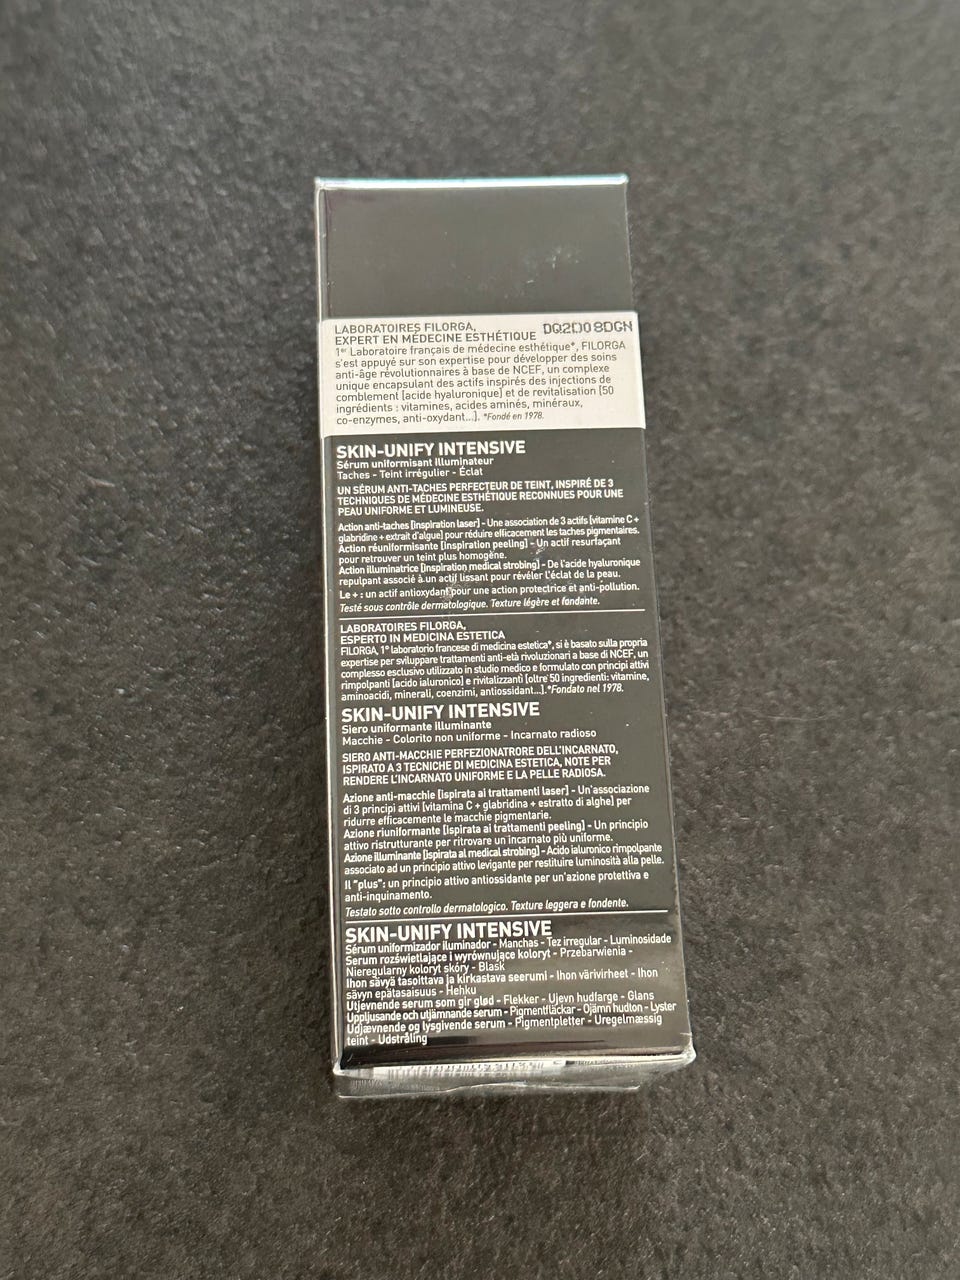 LABORATOIRES FILORGA,
EXPERT EN MÉDECINE ESTHÉTIQUE DQ2D08DGN
1er Laboratoire français de médecine esthétique*, FILORGA
s'est appuyé sur son expertise pour développer des soins
anti-âge révolutionnaires à base de NCEF, un complexe
unique encapsulant des actifs inspirés des injections de
comblement [acide hyaluronique] et de revitalisation [50
ingrédients : vitamines, acides aminés, minéraux,
co-enzymes, anti-oxydant...]. *Fondé en 1978.
SKIN-UNIFY INTENSIVE
Sérum uniformisant Illuminateur
Taches - Teint irrégulier - Éclat
UN SÉRUM ANTI-TACHES PERFECTEUR DE TEINT, INSPIRÉ DE 3
TECHNIQUES DE MÉDECINE ESTHÉTIQUE RECONNUES POUR UNE
PEAU UNIFORME ET LUMINEUSE.
Action anti-taches [inspiration laser] - Une association de 3 actifs [vitamine C +
glabridine + extrait d'algue] pour réduire efficacement les taches pigmentaires.
Action réuniformisante [inspiration peeling] - Un actif resurfaçant
pour retrouver un teint plus homogène.
Action illuminatrice [inspiration medical strobing] - De l'acide hyaluronique
repulpant associé à un actif lissant pour révéler l'éclat de la peau.
Le + : un actif antioxydant pour une action protectrice et anti-pollution.
Testé sous contrôle dermatologique. Texture légère et fondante.
LABORATOIRES FILORGA,
ESPERTO IN MEDICINA ESTETICA
FILORGA, 1° laboratorio francese di medicina estetica*, si è basato sulla propria
expertise per sviluppare trattamenti anti-età rivoluzionari a base di NCEF, un
complesso esclusivo utilizzato in studio medico e formulato con principi attivi
rimpolpanti [acido ialuronico] e rivitalizzanti [oltre 50 ingredienti: vitamine,
aminoacidi, minerali, coenzimi, antiossidant...].*Fondato nel 1978.
SKIN-UNIFY INTENSIVE
Siero uniformante illuminante
Macchie - Colorito non uniforme - Incarnato radioso
SIERO ANTI-MACCHIE PERFEZIONATRORE DELL'INCARNATO,
ISPIRATO A 3 TECNICHE DI MEDICINA ESTETICA, NOTE PER
RENDERE L'INCARNATO UNIFORME E LA PELLE RADIOSA.
Azione anti-macchie [ispirata ai trattamenti laser] - Un'associazione
di 3 principi attivi [vitamina C + glabridina + estratto di alghe] per
ridurre efficacemente le macchie pigmentarie.
Azione riuniformante [ispirata ai trattamenti peeling] - Un principio
attivo ristrutturante per ritrovare un incarnato più uniforme.
Azione illuminante [ispirata al medical strobing] - Acido ialuronico rimpolpante
associato ad un principio attivo levigante per restituire luminosità alla pelle.
Il "plus": un principio attivo antiossidante per un'azione protettiva e
anti-inquinamento.
Testato sotto controllo dermatologico. Texture leggera e fondente.
SKIN-UNIFY INTENSIVE
Sérum uniformizador iluminador - Manchas - Tez irregular - Luminosidade
Serum rozświetlające i wyrównujące koloryt - Przebarwienia -
Nieregularny koloryt skóry - Blask
Ihon sävyä tasoittava ja kirkastava seerumi - Ihon värivirheet - Ihon
sävyn epätasaisuus - Hehku
Utjevnende serum som gir glød - Flekker - Ujevn hudfarge - Glans
Uppljusande och utjämnande serum - Pigmentfläckar - Ojämn hudton - Lyster
Udjævnende og lysgivende serum - Pigmentpletter - Uregelmæssig
teint - Udstråling